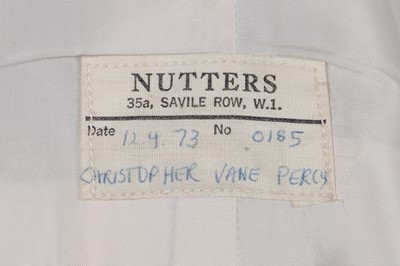 NUTTERS
35a, SAVILE ROW, W.1.
Date 12.4.73 No 0185
CHRISTOPHER VANE PERCY